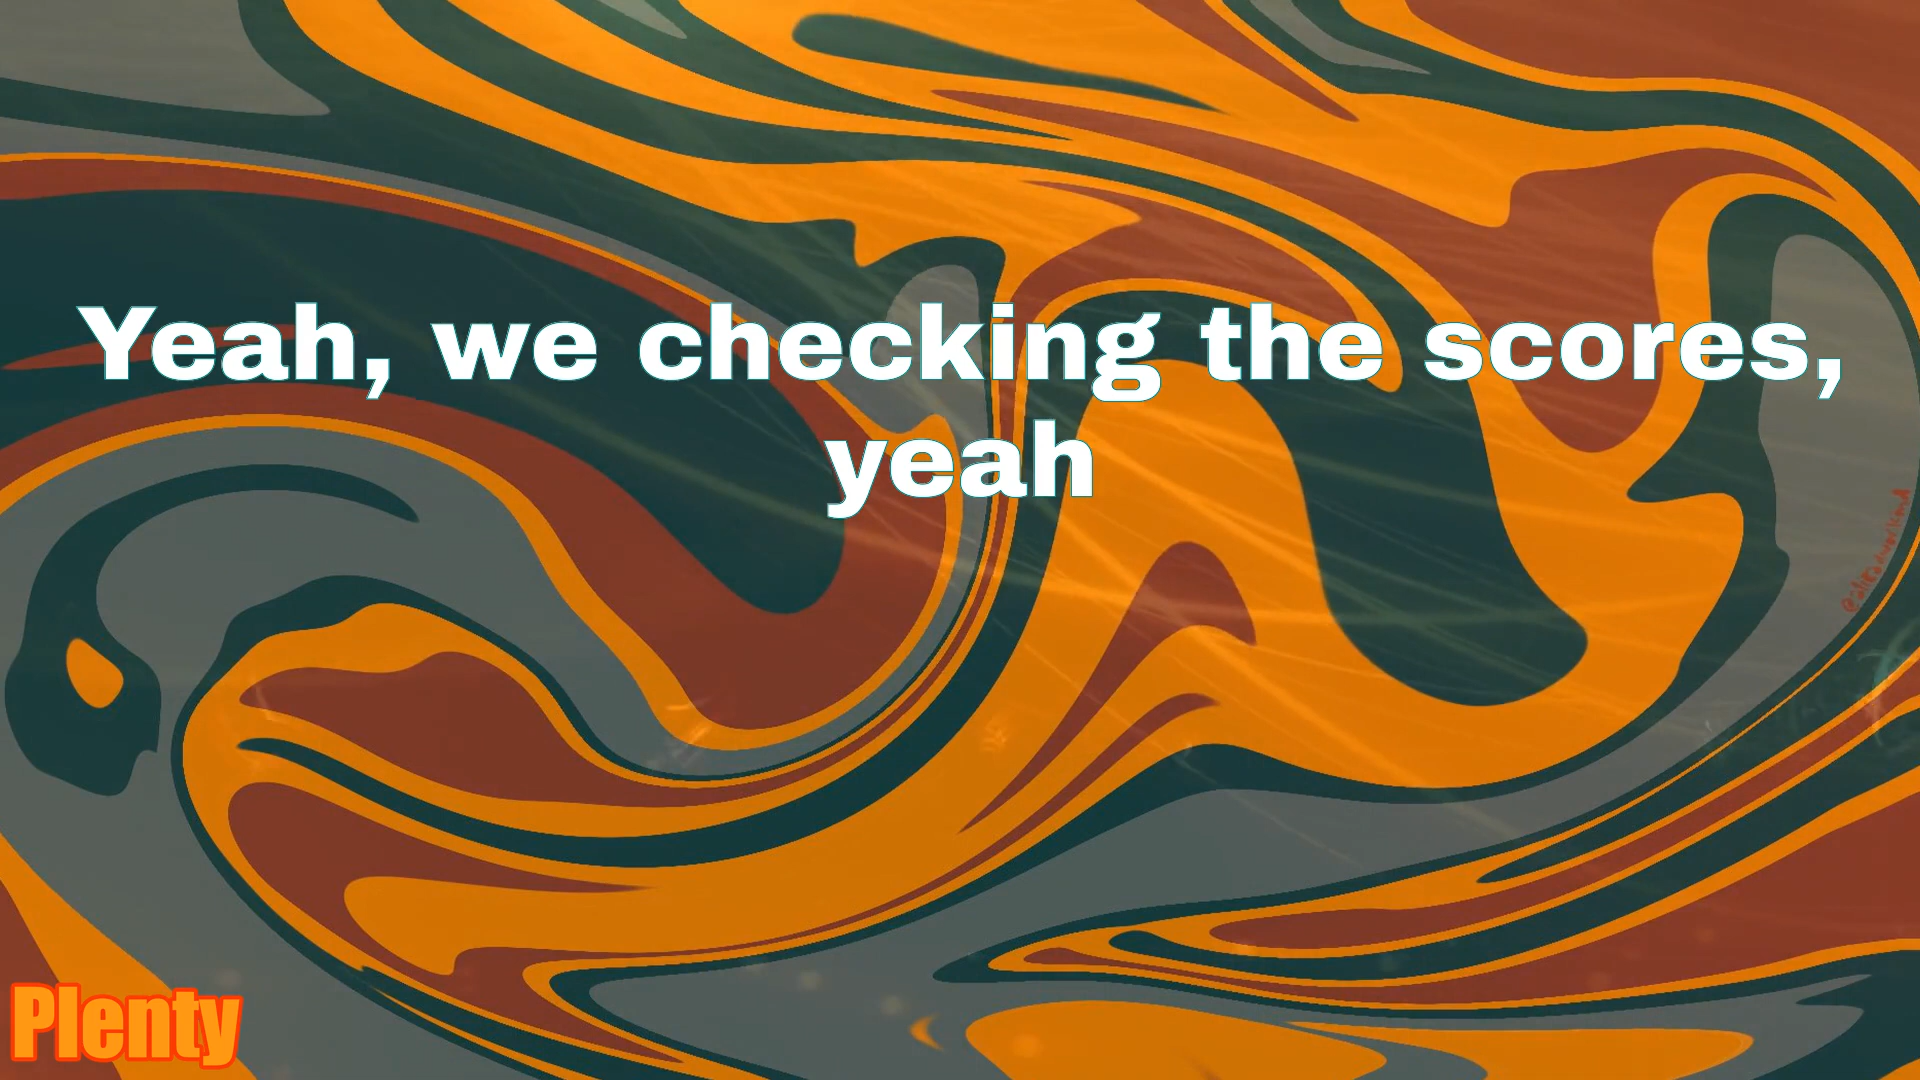 Yeah, we checking the scores,
yeah
Plenty